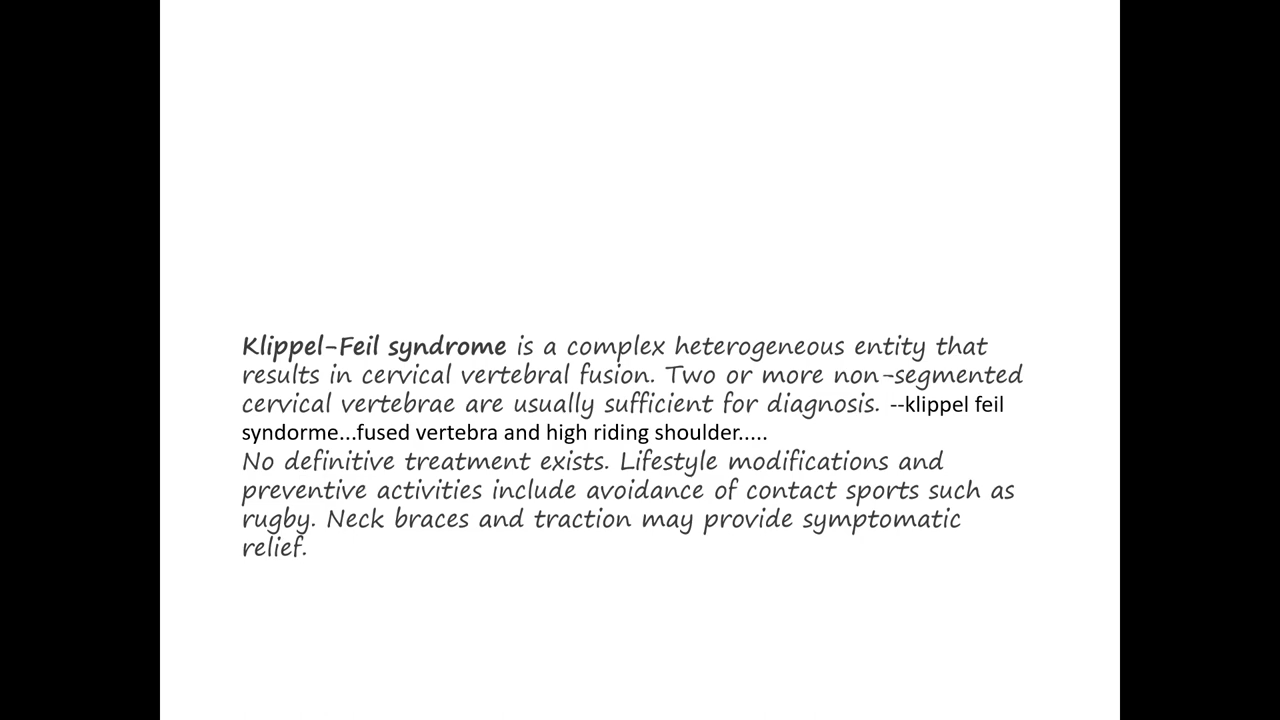 Klippel-Feil syndrome is a complex heterogeneous entity that
results in cervical vertebral fusion. Two or more non-segmented
cervical vertebrae are usually sufficient for diagnosis. --klippel feil
syndorme...fused vertebra and high riding shoulder.....
No definitive treatment exists. Lifestyle modifications and
preventive activities include avoidance of contact sports such as
rugby. Neck braces and traction may provide symptomatic
relief.